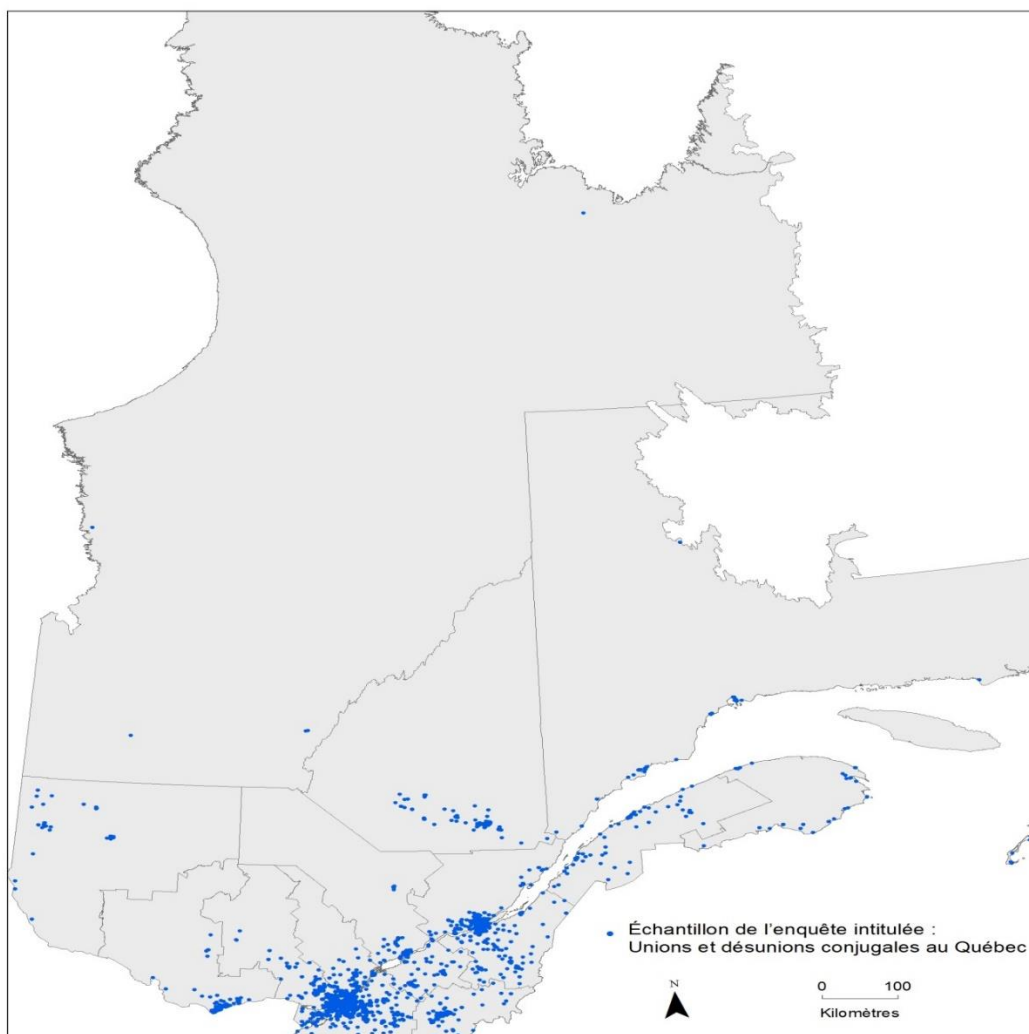 Échantillon de l'enquête intitulée :
Unions et désunions conjugales au Québec
N
0 100
Kilomètres